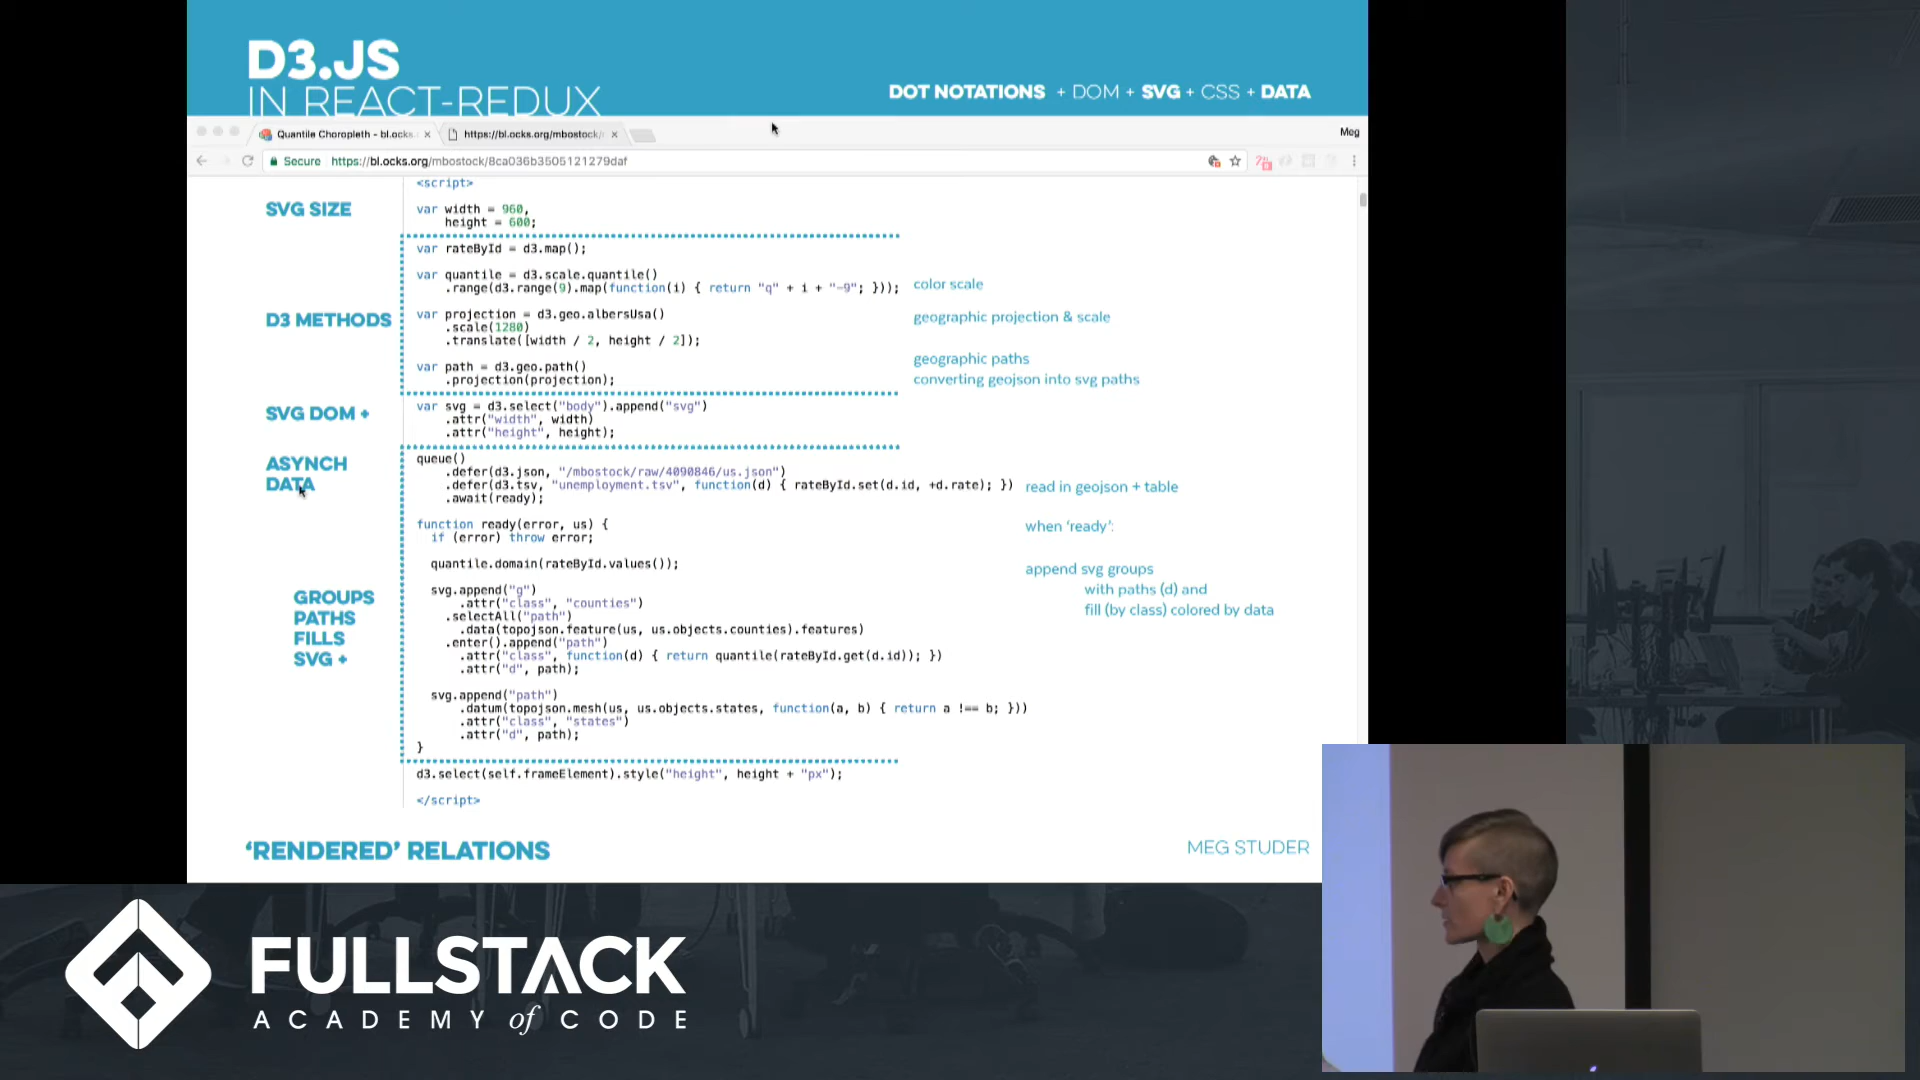 D3.JS
IN REACT-REDUX
DOT NOTATIONS + DOM + SVG + CSS + DATA
Quantile Choropleth - bl.ocks.
https://bl.ocks.org/mbostock/
Meg
Secure https://bl.ocks.org/mbostock/8ca036b3505121279daf
<script>
SVG SIZE
var width = 960,
height = 600;
var rateById = d3.map();
var quantile = d3.scale.quantile()
.range(d3.range(9).map(function(i) { return "q" + i + "-9"; }));
color scale
D3 METHODS
var projection = d3.geo.albersUsa()
.scale(1280)
.translate([width / 2, height / 2]);
geographic projection & scale
var path = d3.geo.path()
.projection(projection);
geographic paths
converting geojson into svg paths
SVG DOM +
var svg = d3.select("body").append("svg")
.attr("width", width)
.attr("height", height);
ASYNCH
DATA
queue()
.defer(d3.json, "/mbostock/raw/4090846/us.json")
.defer(d3.tsv, "unemployment.tsv", function(d) { rateById.set(d.id, +d.rate); })
.await(ready);
read in geojson + table
function ready(error, us) {
if (error) throw error;
when 'ready':
quantile.domain(rateById.values());
append svg groups
with paths (d) and
fill (by class) colored by data
GROUPS
PATHS
FILLS
SVG +
svg.append("g")
.attr("class", "counties")
.selectAll("path")
.data(topojson.feature(us, us.objects.counties).features)
.enter().append("path")
.attr("class", function(d) { return quantile(rateById.get(d.id)); })
.attr("d", path);
svg.append("path")
.datum(topojson.mesh(us, us.objects.states, function(a, b) { return a !== b; }))
.attr("class", "states")
.attr("d", path);
}
d3.select(self.frameElement).style("height", height + "px");
</script>
'RENDERED' RELATIONS
MEG STUDER
FULLSTACK
ACADEMY of CODE